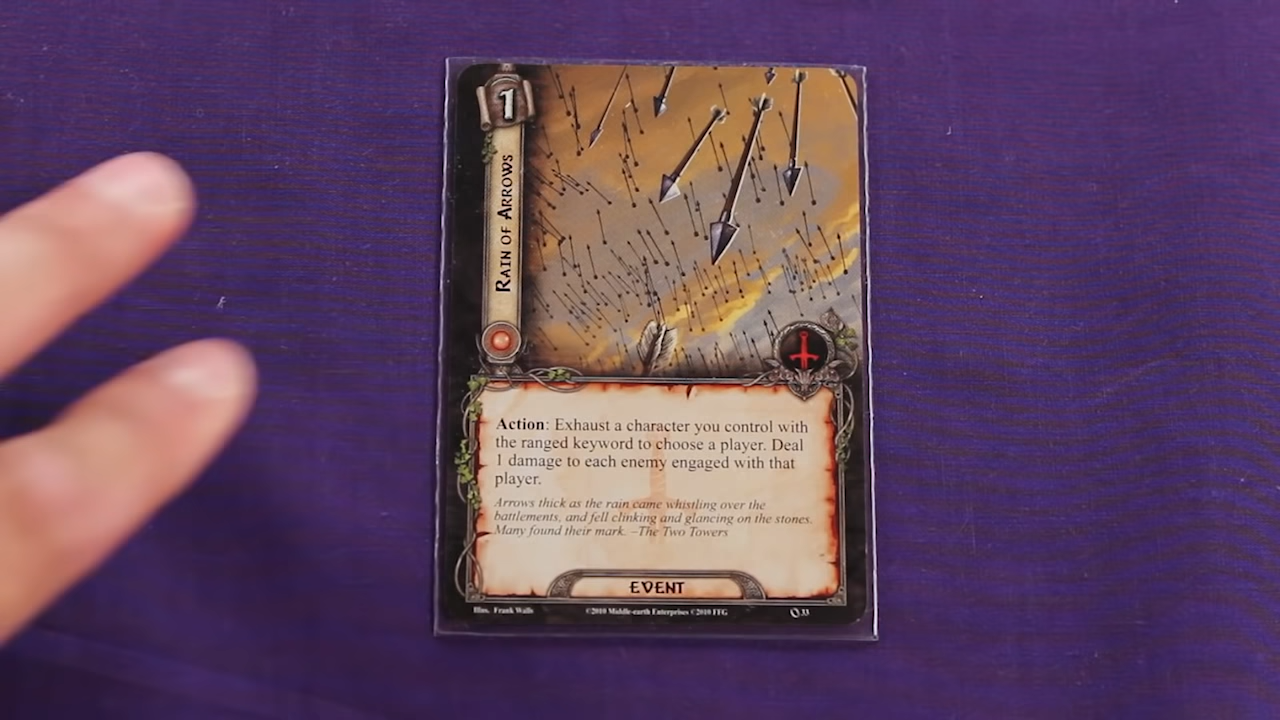 1
RAIN OF ARROWS
Action: Exhaust a character you control with
the ranged keyword to choose a player. Deal
1 damage to each enemy engaged with that
player.
Arrows thick as the rain came whistling over the
battlements, and fell clinking and glancing on the stones.
Many found their mark. –The Two Towers
EVENT
Illus. Frank Walls
©2010 Middle-earth Enterprises ©2010 FFG
33